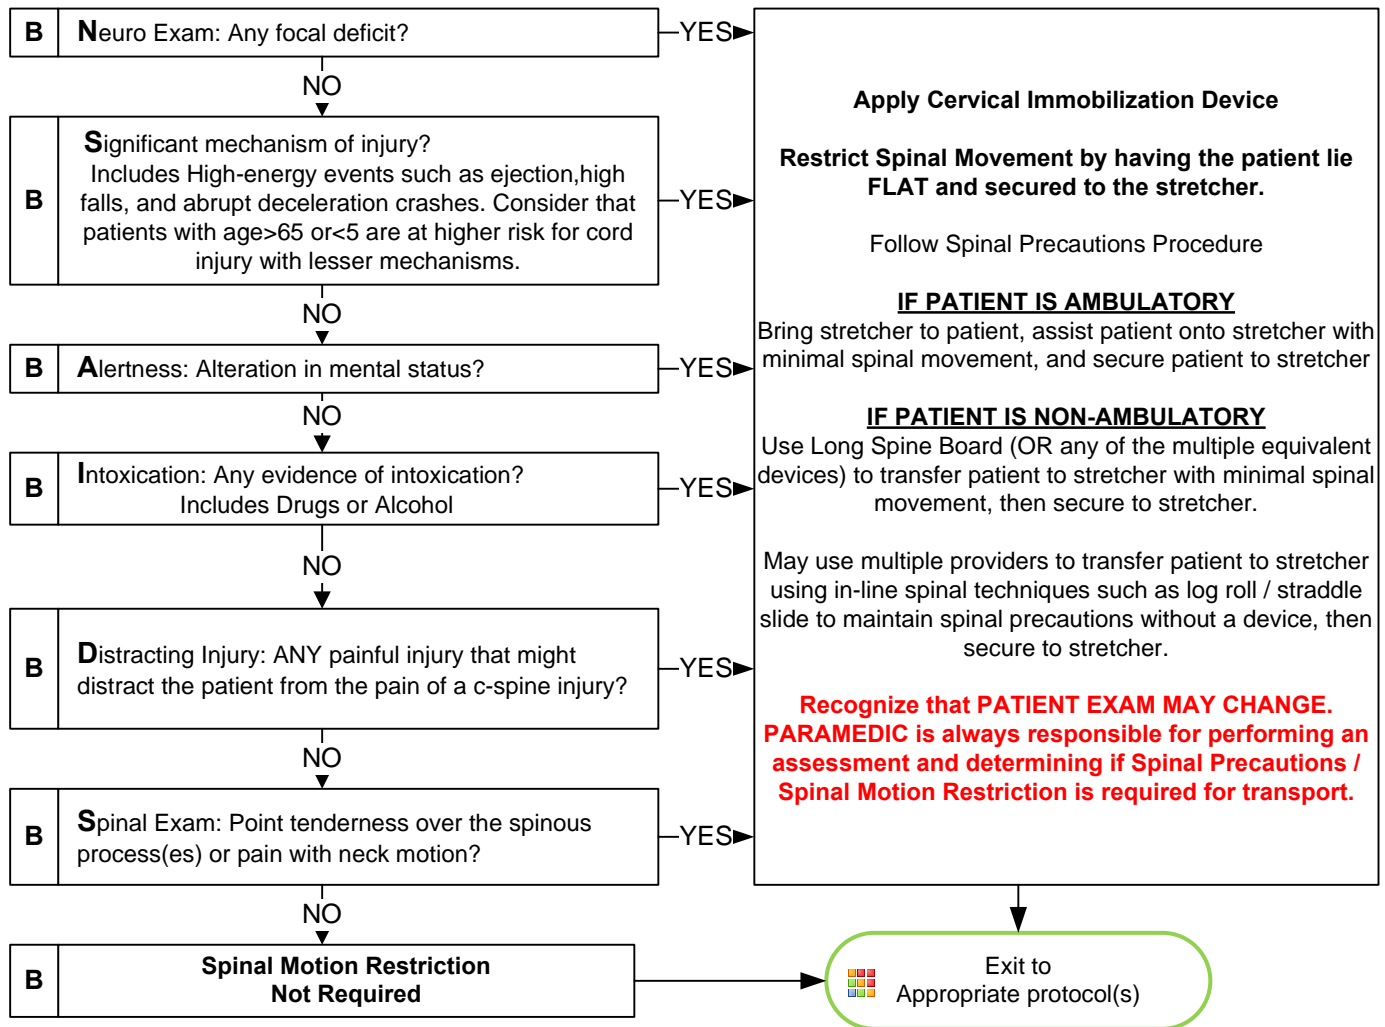 B
Neuro Exam: Any focal deficit?
YES
NO
B
Significant mechanism of injury?
Includes High-energy events such as ejection,high
falls, and abrupt deceleration crashes. Consider that
patients with age>65 or<5 are at higher risk for cord
injury with lesser mechanisms.
YES
NO
B
Alertness: Alteration in mental status?
YES
NO
B
Intoxication: Any evidence of intoxication?
Includes Drugs or Alcohol
YES
NO
B
Distracting Injury: ANY painful injury that might
distract the patient from the pain of a c-spine injury?
YES
NO
B
Spinal Exam: Point tenderness over the spinous
process(es) or pain with neck motion?
YES
NO
B
Spinal Motion Restriction
Not Required
Apply Cervical Immobilization Device
Restrict Spinal Movement by having the patient lie
FLAT and secured to the stretcher.
Follow Spinal Precautions Procedure
IF PATIENT IS AMBULATORY
Bring stretcher to patient, assist patient onto stretcher with
minimal spinal movement, and secure patient to stretcher
IF PATIENT IS NON-AMBULATORY
Use Long Spine Board (OR any of the multiple equivalent
devices) to transfer patient to stretcher with minimal spinal
movement, then secure to stretcher.
May use multiple providers to transfer patient to stretcher
using in-line spinal techniques such as log roll / straddle
slide to maintain spinal precautions without a device, then
secure to stretcher.
Recognize that PATIENT EXAM MAY CHANGE.
PARAMEDIC is always responsible for performing an
assessment and determining if Spinal Precautions /
Spinal Motion Restriction is required for transport.
Exit to
Appropriate protocol(s)